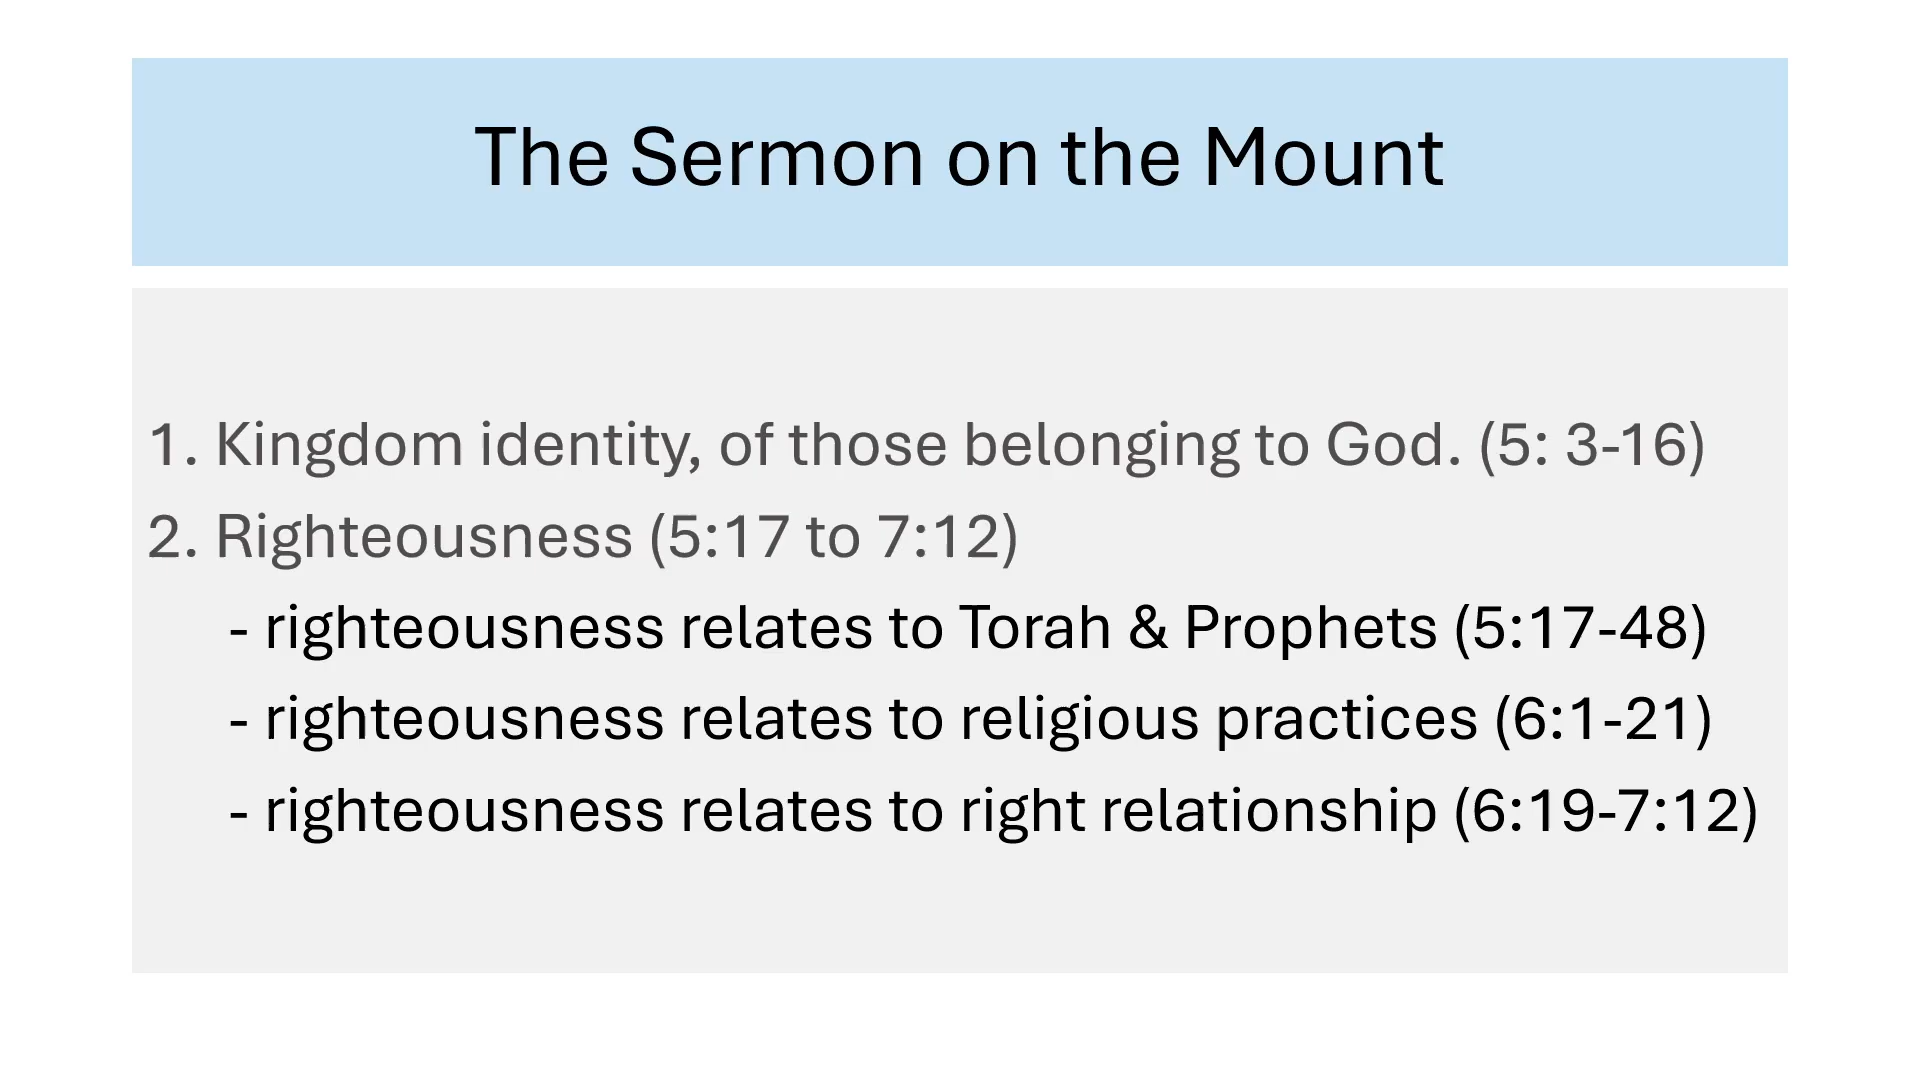 The Sermon on the Mount
1. Kingdom identity, of those belonging to God. (5: 3-16)
2. Righteousness (5:17 to 7:12)
- righteousness relates to Torah & Prophets (5:17-48)
- righteousness relates to religious practices (6:1-21)
- righteousness relates to right relationship (6:19-7:12)